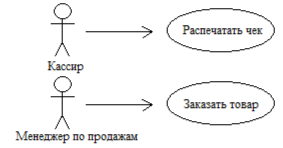 Распечатать чек
Кассир
Заказать товар
Менеджер по продажам